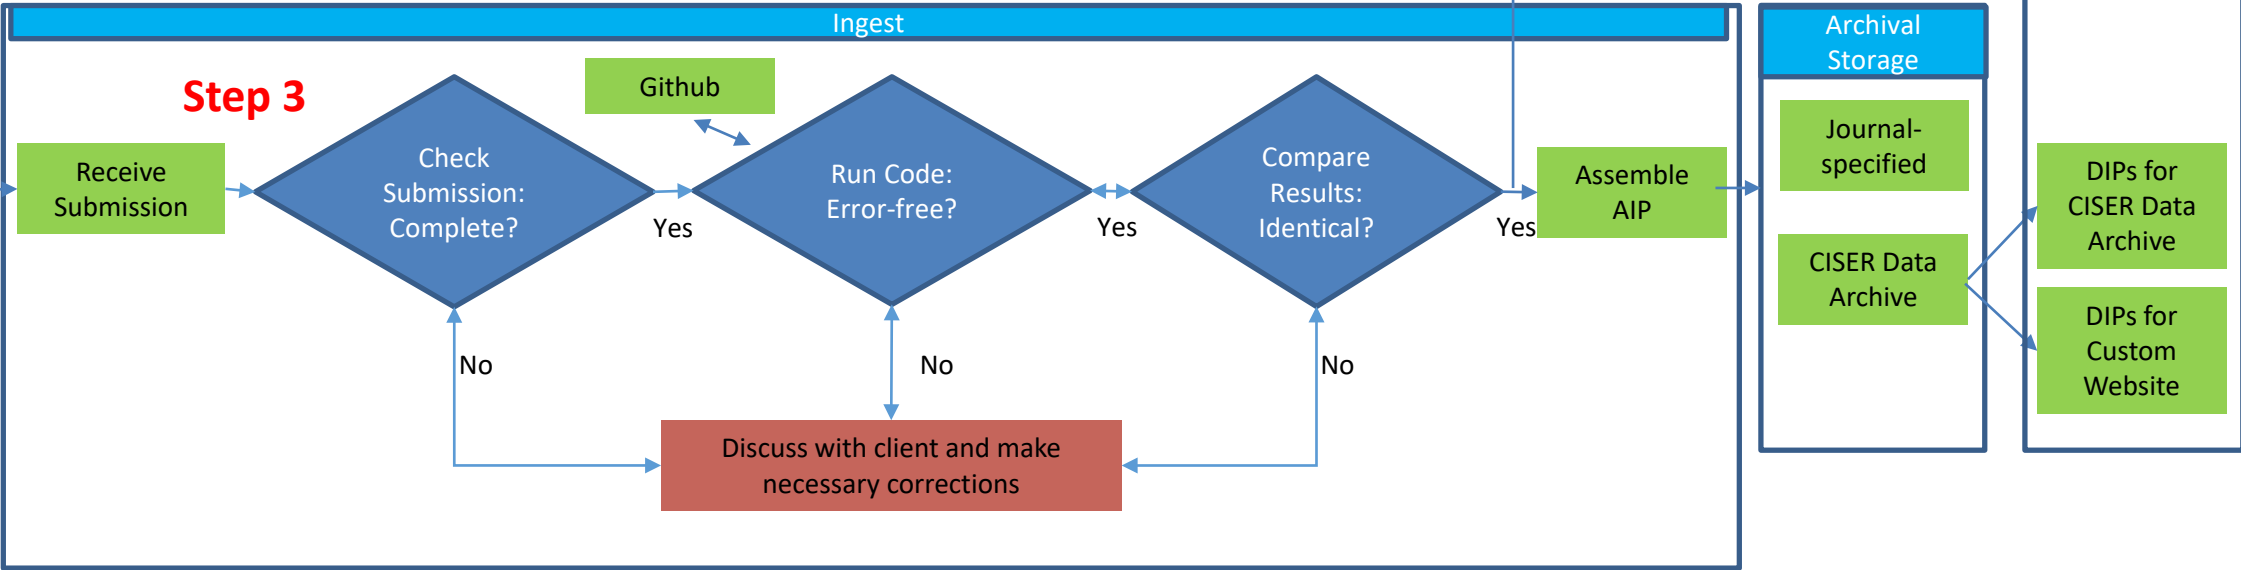 Ingest
Archival
Storage
Step 3
Github
Receive
Submission
Check
Submission:
Complete?
Yes
Run Code:
Error-free?
Yes
Compare
Results:
Identical?
Yes
Assemble
AIP
Journal-
specified
CISER Data
Archive
DIPs for
CISER Data
Archive
DIPs for
Custom
Website
No
No
No
Discuss with client and make
necessary corrections